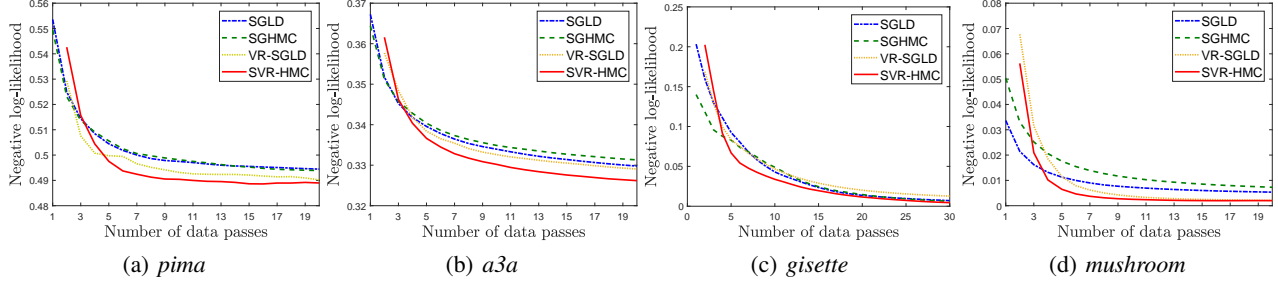 Negative log-likelihood
0.56
0.55
0.54
0.53
0.52
0.51
0.5
0.49
0.48
SGLD
SGHMC
VR-SGLD
SVR-HMC
1 3 5 7 9 11 13 15 17 19
Number of data passes
(a) pima
Negative log-likelihood
0.37
0.36
0.35
0.34
0.33
0.32
SGLD
SGHMC
VR-SGLD
SVR-HMC
1 3 5 7 9 11 13 15 17 19
Number of data passes
(b) a3a
Negative log-likelihood
0.25
0.2
0.15
0.1
0.05
0
SGLD
SGHMC
VR-SGLD
SVR-HMC
1 5 10 15 20 25 30
Number of data passes
(c) gisette
Negative log-likelihood
0.08
0.07
0.06
0.05
0.04
0.03
0.02
0.01
0
SGLD
SGHMC
VR-SGLD
SVR-HMC
1 3 5 7 9 11 13 15 17 19
Number of data passes
(d) mushroom